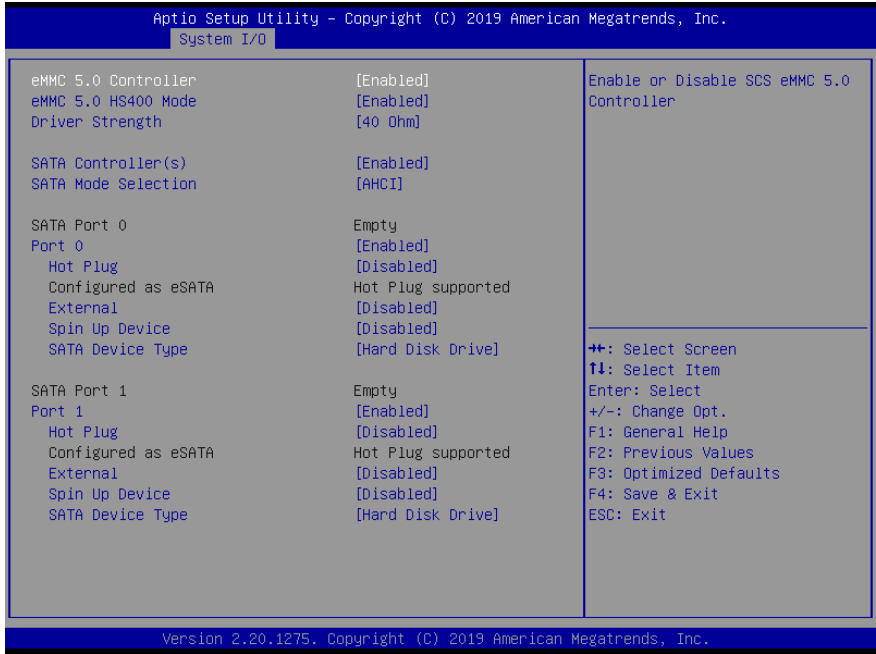 Aptio Setup Utility – Copyright (C) 2019 American Megatrends, Inc.
System I/O
eMMC 5.0 Controller [Enabled]
eMMC 5.0 HS400 Mode [Enabled]
Driver Strength [40 Ohm]
SATA Controller(s) [Enabled]
SATA Mode Selection [AHCI]
SATA Port 0 Empty
Port 0 [Enabled]
Hot Plug [Disabled]
Configured as eSATA Hot Plug supported
External [Disabled]
Spin Up Device [Disabled]
SATA Device Type [Hard Disk Drive]
SATA Port 1 Empty
Port 1 [Enabled]
Hot Plug [Disabled]
Configured as eSATA Hot Plug supported
External [Disabled]
Spin Up Device [Disabled]
SATA Device Type [Hard Disk Drive]
Enable or Disable SCS eMMC 5.0
Controller
→←: Select Screen
↑↓: Select Item
Enter: Select
+/-: Change Opt.
F1: General Help
F2: Previous Values
F3: Optimized Defaults
F4: Save & Exit
ESC: Exit
Version 2.20.1275. Copyright (C) 2019 American Megatrends, Inc.